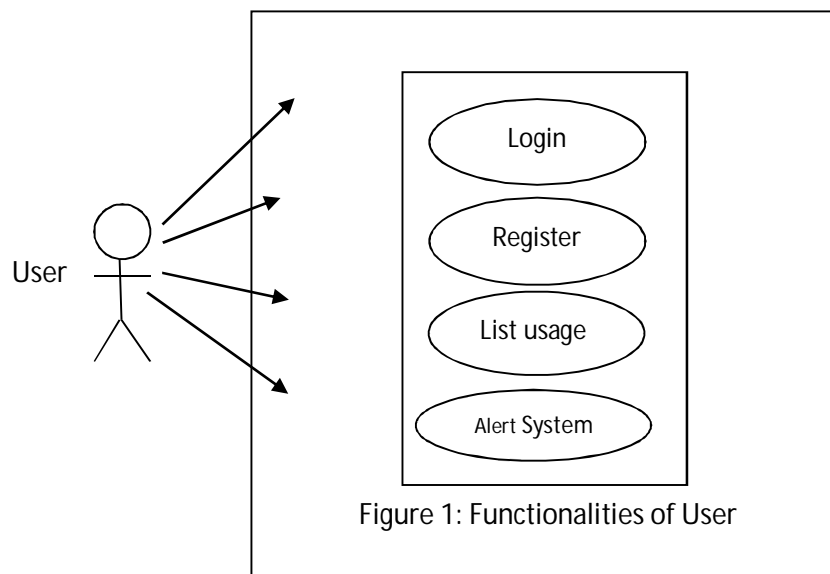 Login
Register
User
List usage
Alert System
Figure 1: Functionalities of User